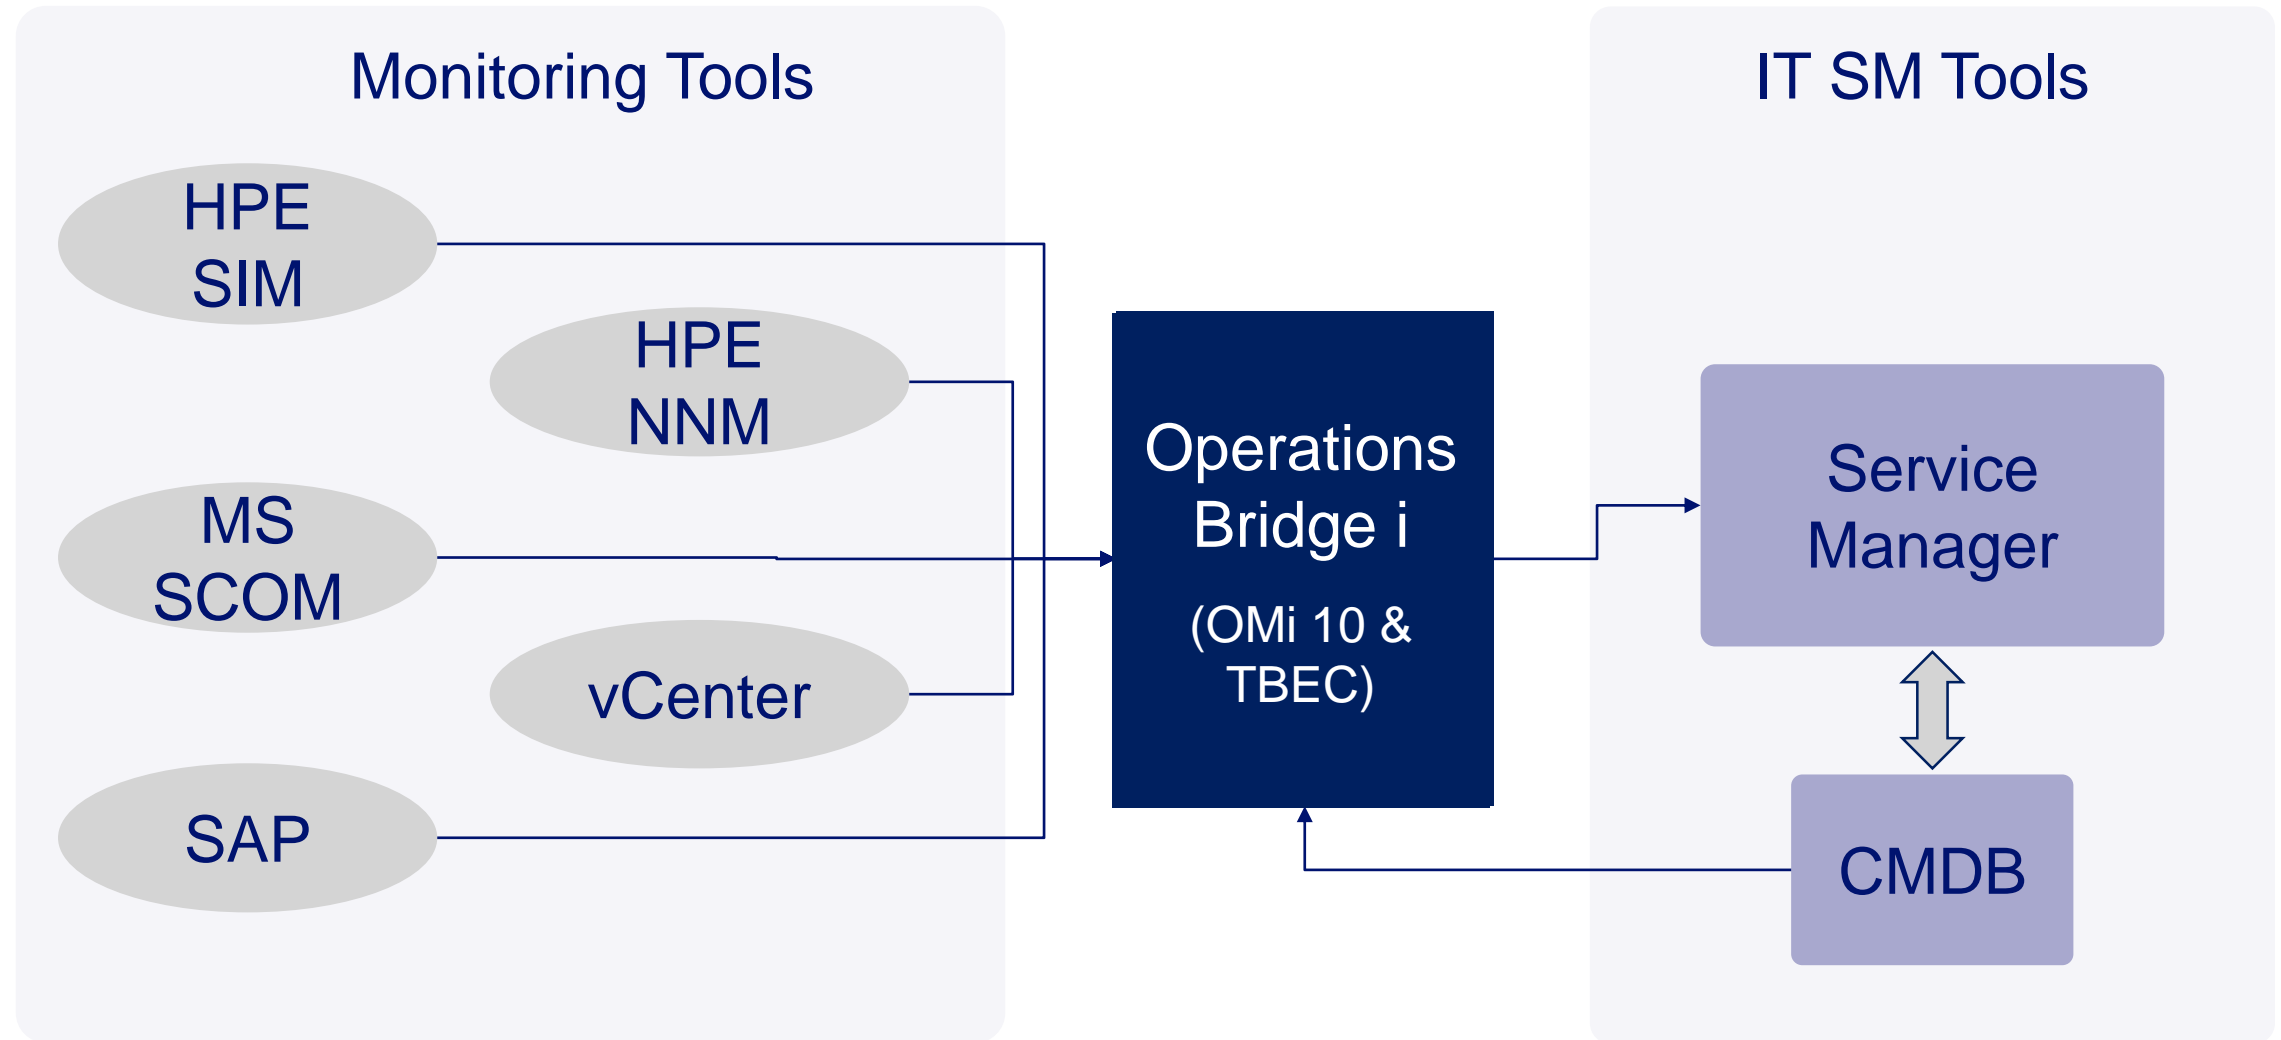 Monitoring Tools
HPE
SIM
HPE
NNM
MS
SCOM
vCenter
SAP
Operations
Bridge i
(OMi 10 &
TBEC)
IT SM Tools
Service
Manager
CMDB